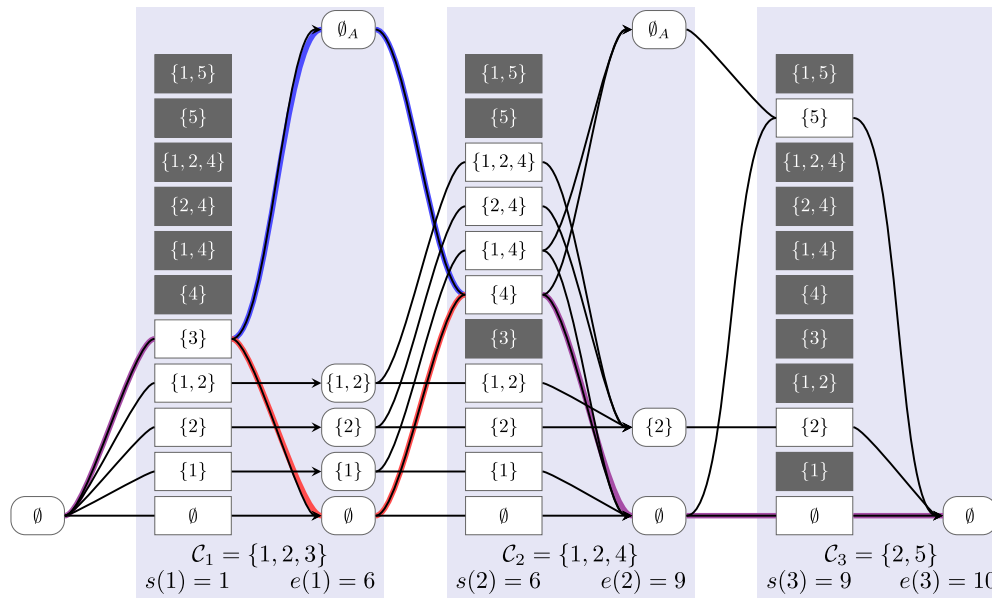 ∅_A ∅_A
{1, 5} {1, 5} {1, 5}
{5} {5} {5}
{1, 2, 4} {1, 2, 4} {1, 2, 4}
{2, 4} {2, 4} {2, 4}
{1, 4} {1, 4} {1, 4}
{4} {4} {4}
{3} {3} {3}
{1, 2} {1, 2} {1, 2} {1, 2}
{2} {2} {2} {2} {2}
{1} {1} {1} {1}
∅ ∅ ∅ ∅ ∅ ∅ ∅
𝒞₁ = {1, 2, 3} 𝒞₂ = {1, 2, 4} 𝒞₃ = {2, 5}
s(1) = 1 e(1) = 6 s(2) = 6 e(2) = 9 s(3) = 9 e(3) = 10